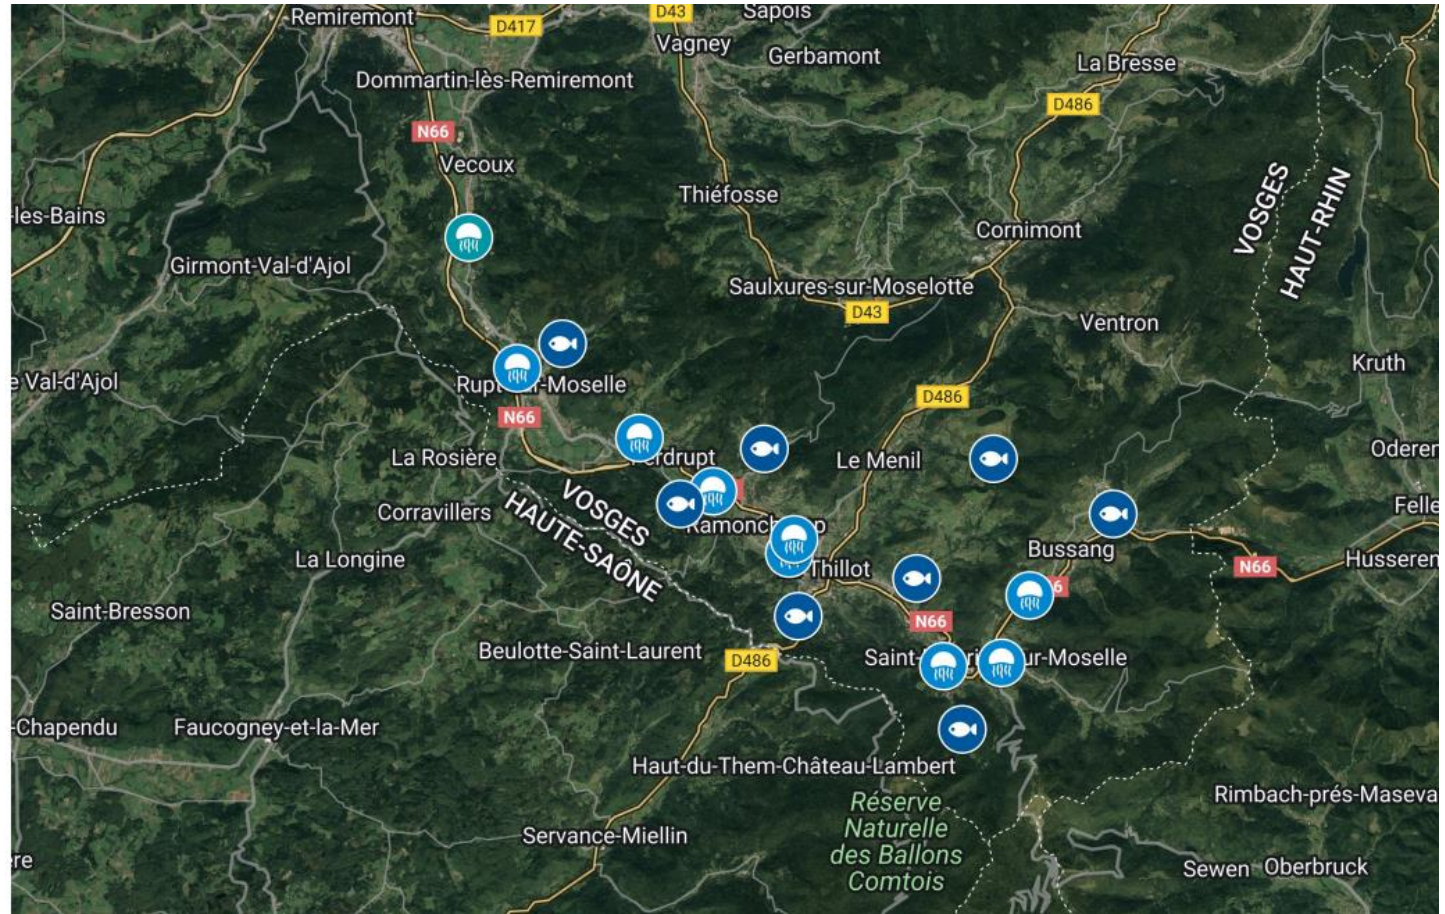 Remiremont
D417
D43
Sapois
Vagney
Gerbamont
La Bresse
Dommartin-lès-Remiremont
D486
N66
Vecoux
Thiéfosse
VOSGES
HAUT-RHIN
-les-Bains
Cornimont
Girmont-Val-d'Ajol
Saulxures-sur-Moselotte
D43
Ventron
Kruth
e Val-d'Ajol
Rupt
ur-Moselle
D486
N66
La Rosière
Le Menil
Oderen
VOSGES
HAUTE-SAÔNE
Corravillers
Ramonch
p
Felle
La Longine
Thillot
Bussang
N66
Husseren
6
Saint-Bresson
N66
Beulotte-Saint-Laurent
D486
Saint-
ur-Moselle
-Chapendu
Faucogney-et-la-Mer
Haut-du-Them-Château-Lambert
Rimbach-prés-Maseva
Réserve
Naturelle
des Ballons
Comtois
Servance-Miellin
ere
Sewen
Oberbruck